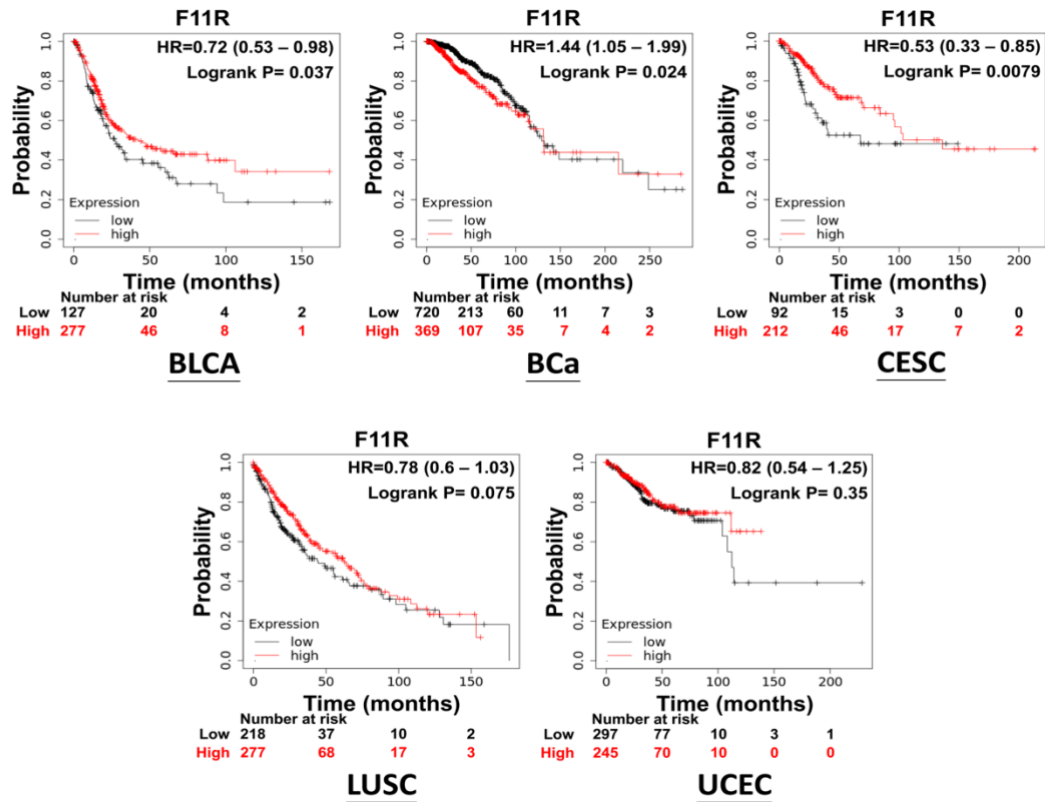 F11R
HR=0.72 (0.53 – 0.98)
Logrank P= 0.037
Probability
1.0
0.8
0.6
0.4
0.2
0.0
Expression
low
high
0 50 100 150
Time (months)
Number at risk
Low 127 20 4 2
High 277 46 8 1
BLCA
F11R
HR=1.44 (1.05 – 1.99)
Logrank P= 0.024
Probability
1.0
0.8
0.6
0.4
0.2
0.0
Expression
low
high
0 50 100 150 200 250
Time (months)
Number at risk
Low 720 213 60 11 7 3
High 369 107 35 7 4 2
BCa
F11R
HR=0.53 (0.33 – 0.85)
Logrank P= 0.0079
Probability
1.0
0.8
0.6
0.4
0.2
0.0
Expression
low
high
0 50 100 150 200
Time (months)
Number at risk
Low 92 15 3 0 0
High 212 46 17 7 2
CESC
F11R
HR=0.78 (0.6 – 1.03)
Logrank P= 0.075
Probability
1.0
0.8
0.6
0.4
0.2
0.0
Expression
low
high
0 50 100 150
Time (months)
Number at risk
Low 218 37 10 2
High 277 68 17 3
LUSC
F11R
HR=0.82 (0.54 – 1.25)
Logrank P= 0.35
Probability
1.0
0.8
0.6
0.4
0.2
0.0
Expression
low
high
0 50 100 150 200
Time (months)
Number at risk
Low 297 77 10 3 1
High 245 70 10 0 0
UCEC